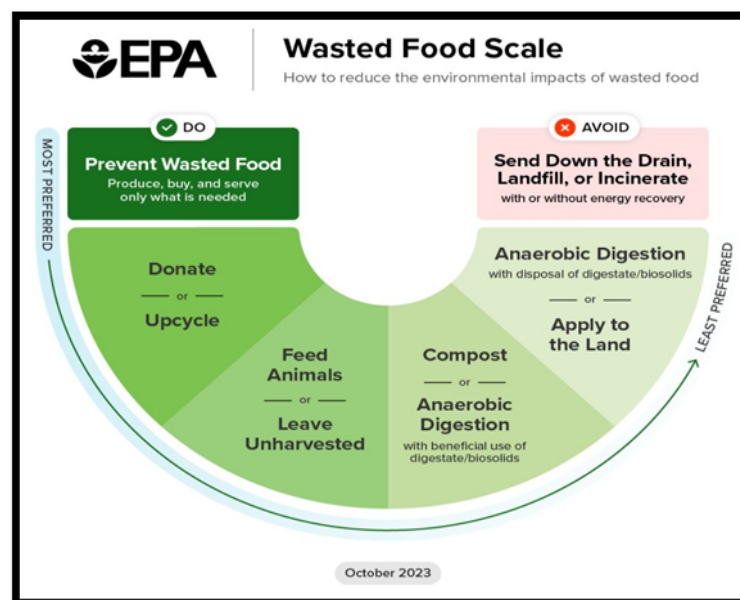 EPA
Wasted Food Scale
How to reduce the environmental impacts of wasted food
MOST PREFERRED
DO
Prevent Wasted Food
Produce, buy, and serve
only what is needed
AVOID
Send Down the Drain,
Landfill, or Incinerate
with or without energy recovery
Donate
or
Upcycle
Feed
Animals
or
Leave
Unharvested
Compost
or
Anaerobic
Digestion
with beneficial use of
digestate/biosolids
Anaerobic Digestion
with disposal of digestate/biosolids
or
Apply to
the Land
LEAST PREFERRED
October 2023